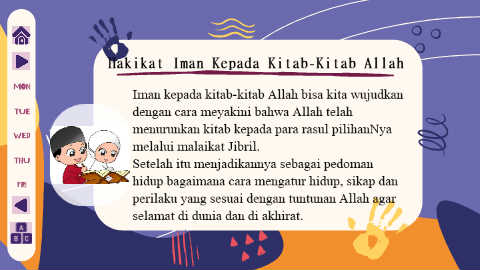 Hakikat Iman Kepada Kitab-Kitab Allah
Iman kepada kitab-kitab Allah bisa kita wujudkan
dengan cara meyakini bahwa Allah telah
menurunkan kitab kepada para rasul pilihanNya
melalui malaikat Jibril.
Setelah itu menjadikannya sebagai pedoman
hidup bagaimana cara mengatur hidup, sikap dan
perilaku yang sesuai dengan tuntunan Allah agar
selamat di dunia dan di akhirat.
MON
TUE
WED
THU
FRI
A
B C